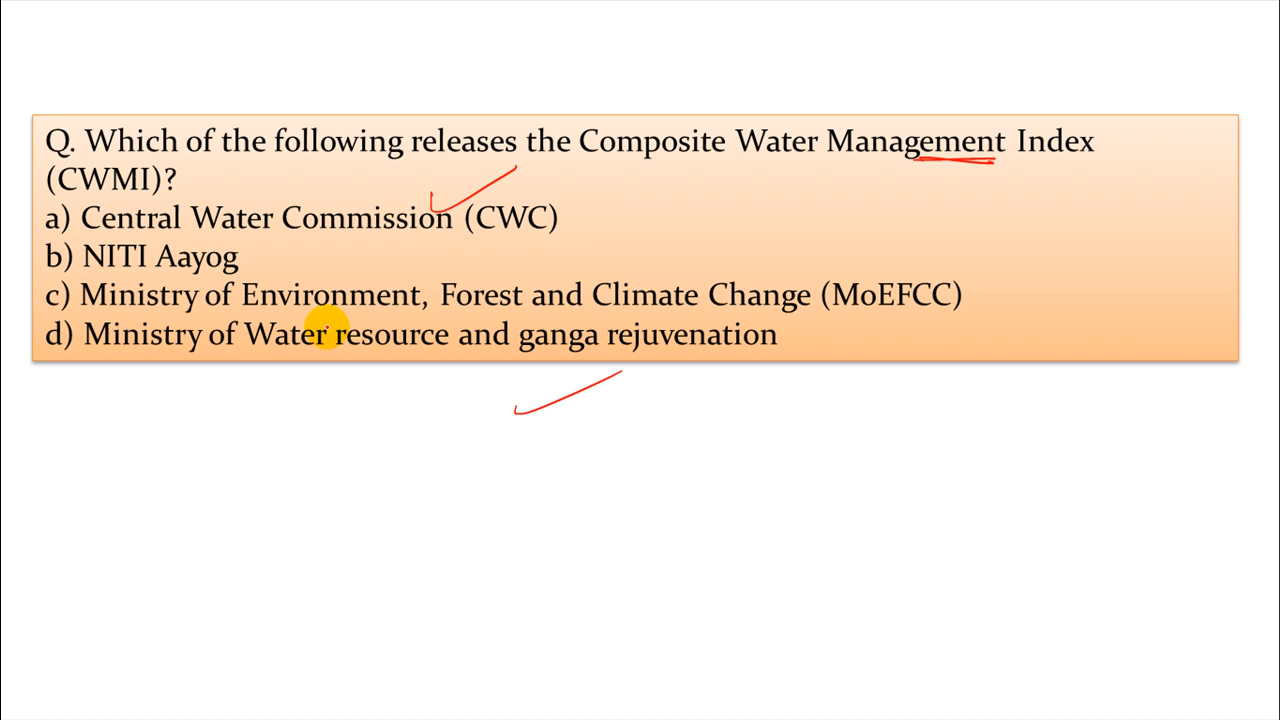 Q. Which of the following releases the Composite Water Management Index
(CWMI)?
a) Central Water Commission (CWC)
b) NITI Aayog
c) Ministry of Environment, Forest and Climate Change (MoEFCC)
d) Ministry of Water resource and ganga rejuvenation